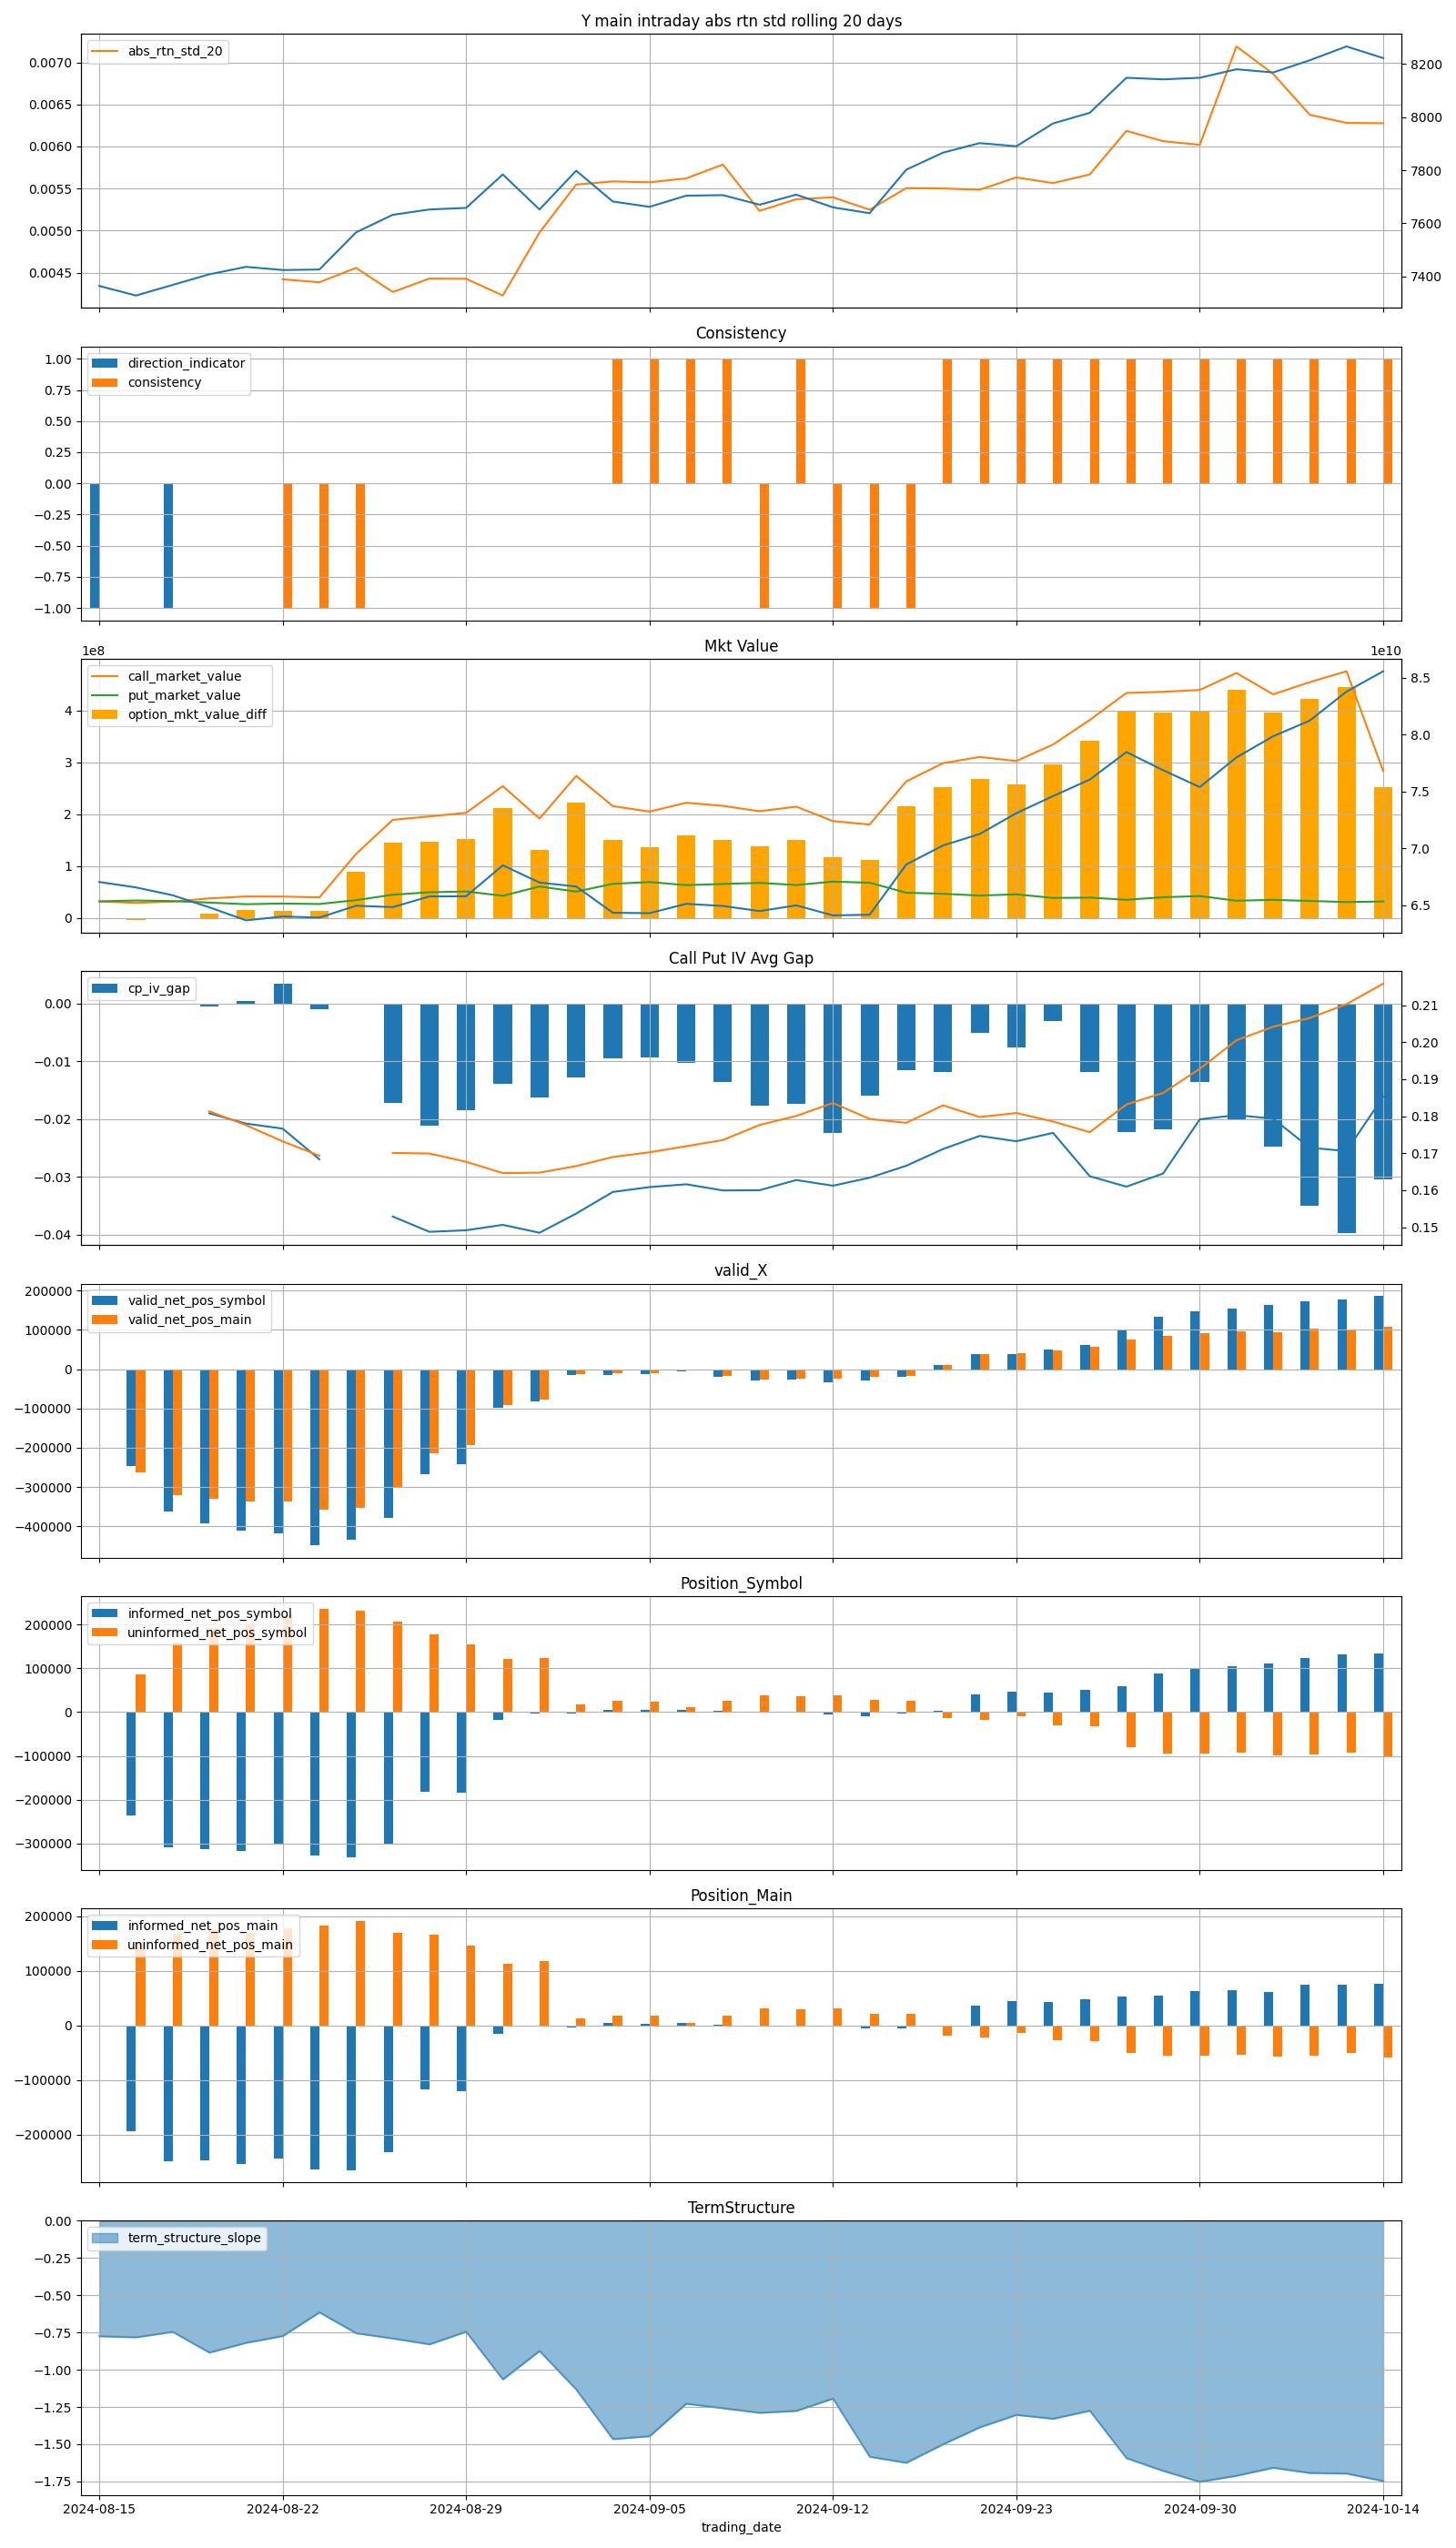 Y main intraday abs rtn std rolling 20 days
abs_rtn_std_20
0.0070
0.0065
0.0060
0.0055
0.0050
0.0045
8200
8000
7800
7600
7400
Consistency
direction_indicator
consistency
1.00
0.75
0.50
0.25
0.00
−0.25
−0.50
−0.75
−1.00
Mkt Value
1e8
1e10
call_market_value
put_market_value
option_mkt_value_diff
4
3
2
1
0
8.5
8.0
7.5
7.0
6.5
Call Put IV Avg Gap
cp_iv_gap
0.00
−0.01
−0.02
−0.03
−0.04
0.21
0.20
0.19
0.18
0.17
0.16
0.15
valid_X
valid_net_pos_symbol
valid_net_pos_main
200000
100000
0
−100000
−200000
−300000
−400000
Position_Symbol
informed_net_pos_symbol
uninformed_net_pos_symbol
200000
100000
0
−100000
−200000
−300000
Position_Main
informed_net_pos_main
uninformed_net_pos_main
200000
100000
0
−100000
−200000
TermStructure
term_structure_slope
0.00
−0.25
−0.50
−0.75
−1.00
−1.25
−1.50
−1.75
2024-08-15 2024-08-22 2024-08-29 2024-09-05 2024-09-12 2024-09-23 2024-09-30 2024-10-14
trading_date